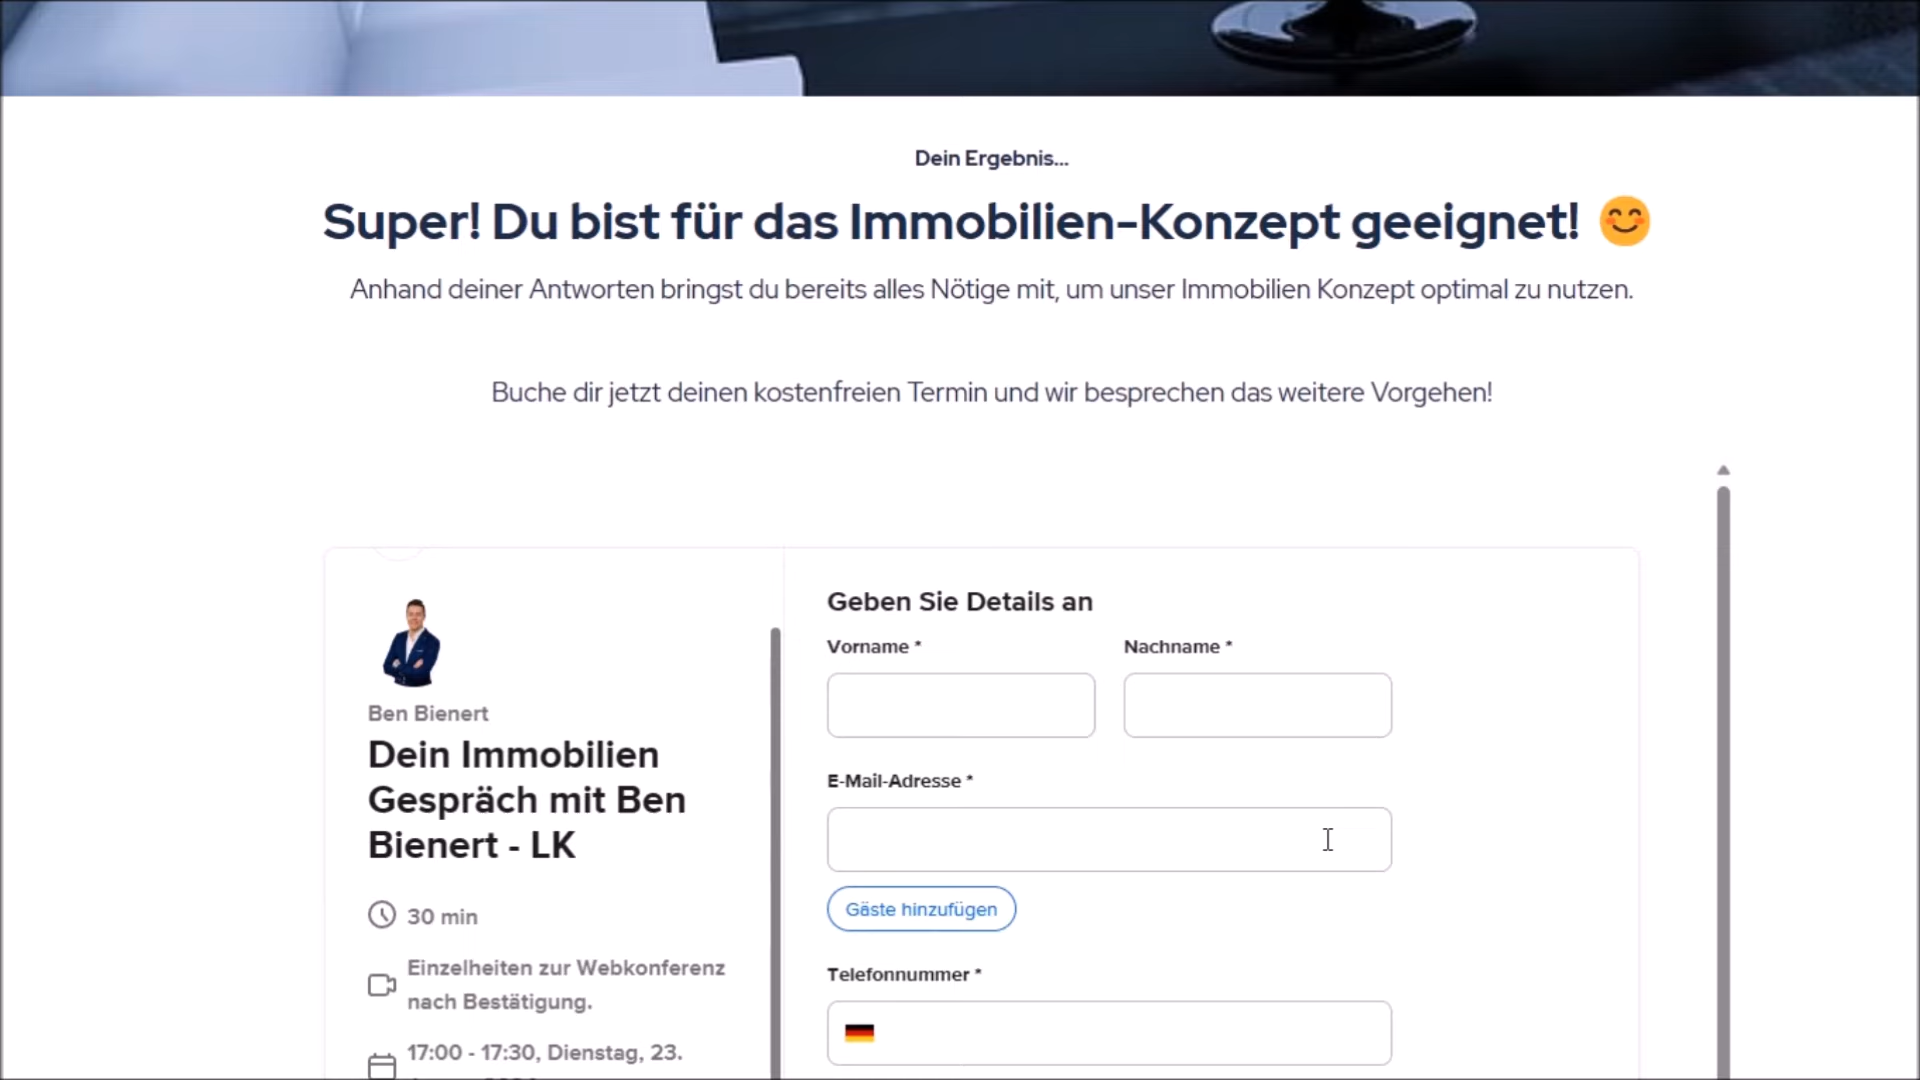 Dein Ergebnis...
Super! Du bist für das Immobilien-Konzept geeignet! 😊
Anhand deiner Antworten bringst du bereits alles Nötige mit, um unser Immobilien Konzept optimal zu nutzen.
Buche dir jetzt deinen kostenfreien Termin und wir besprechen das weitere Vorgehen!
Ben Bienert
Dein Immobilien
Gespräch mit Ben
Bienert - LK
30 min
Einzelheiten zur Webkonferenz
nach Bestätigung.
17:00 - 17:30, Dienstag, 23.
Geben Sie Details an
Vorname *
Nachname *
E-Mail-Adresse *
Gäste hinzufügen
Telefonnummer *